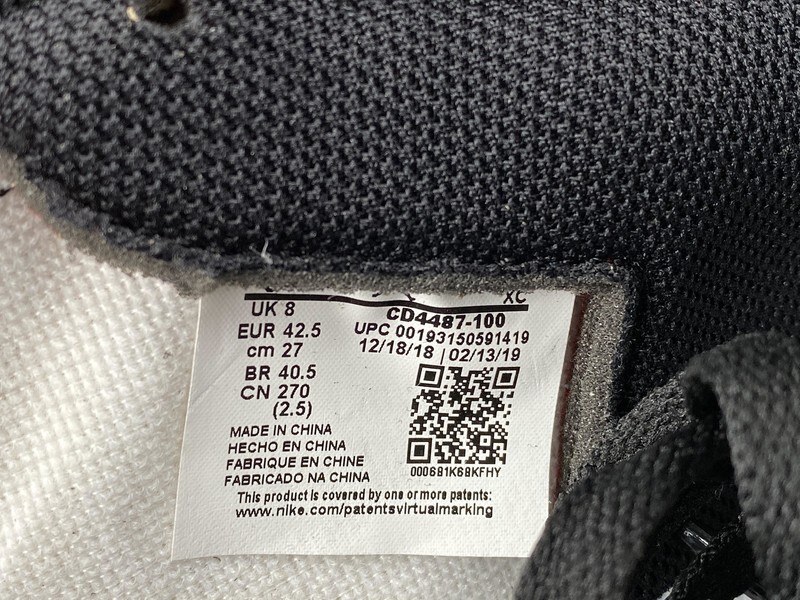 XC
UK 8
EUR 42.5
cm 27
BR 40.5
CN 270
(2.5)
CD4487-100
UPC 00193150591419
12/18/18 | 02/13/19
MADE IN CHINA
HECHO EN CHINA
FABRIQUE EN CHINE
FABRICADO NA CHINA
000681K68KFHY
This product is covered by one or more patents:
www.nike.com/patentsvirtualmarking